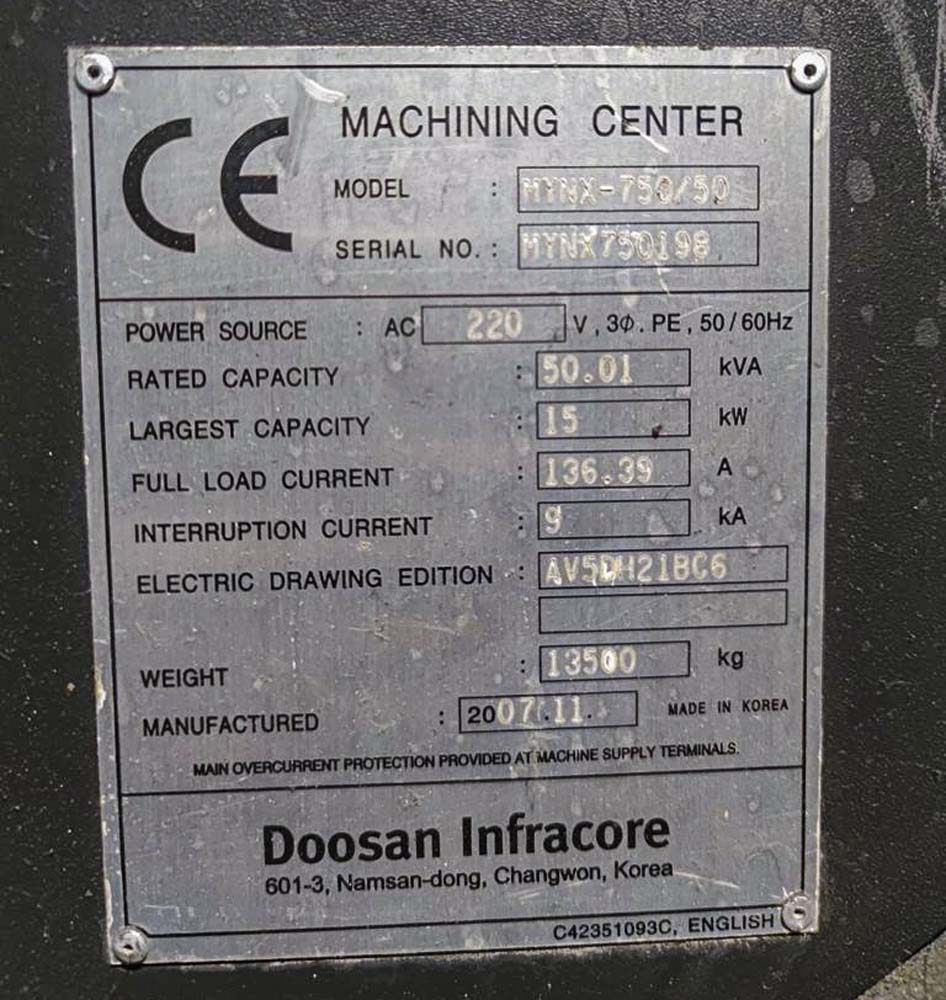 CE MACHINING CENTER
MODEL : MYNX-750/50
SERIAL NO. : MYNX750198
POWER SOURCE : AC 220 V, 3Φ. PE, 50/60Hz
RATED CAPACITY : 50.01 kVA
LARGEST CAPACITY : 15 kW
FULL LOAD CURRENT : 136.39 A
INTERRUPTION CURRENT : 9 kA
ELECTRIC DRAWING EDITION : AV5DH21BC6
WEIGHT : 13500 kg
MANUFACTURED : 2007.11. MADE IN KOREA
MAIN OVERCURRENT PROTECTION PROVIDED AT MACHINE SUPPLY TERMINALS.
Doosan Infracore
601-3, Namsan-dong, Changwon, Korea
C42351093C, ENGLISH